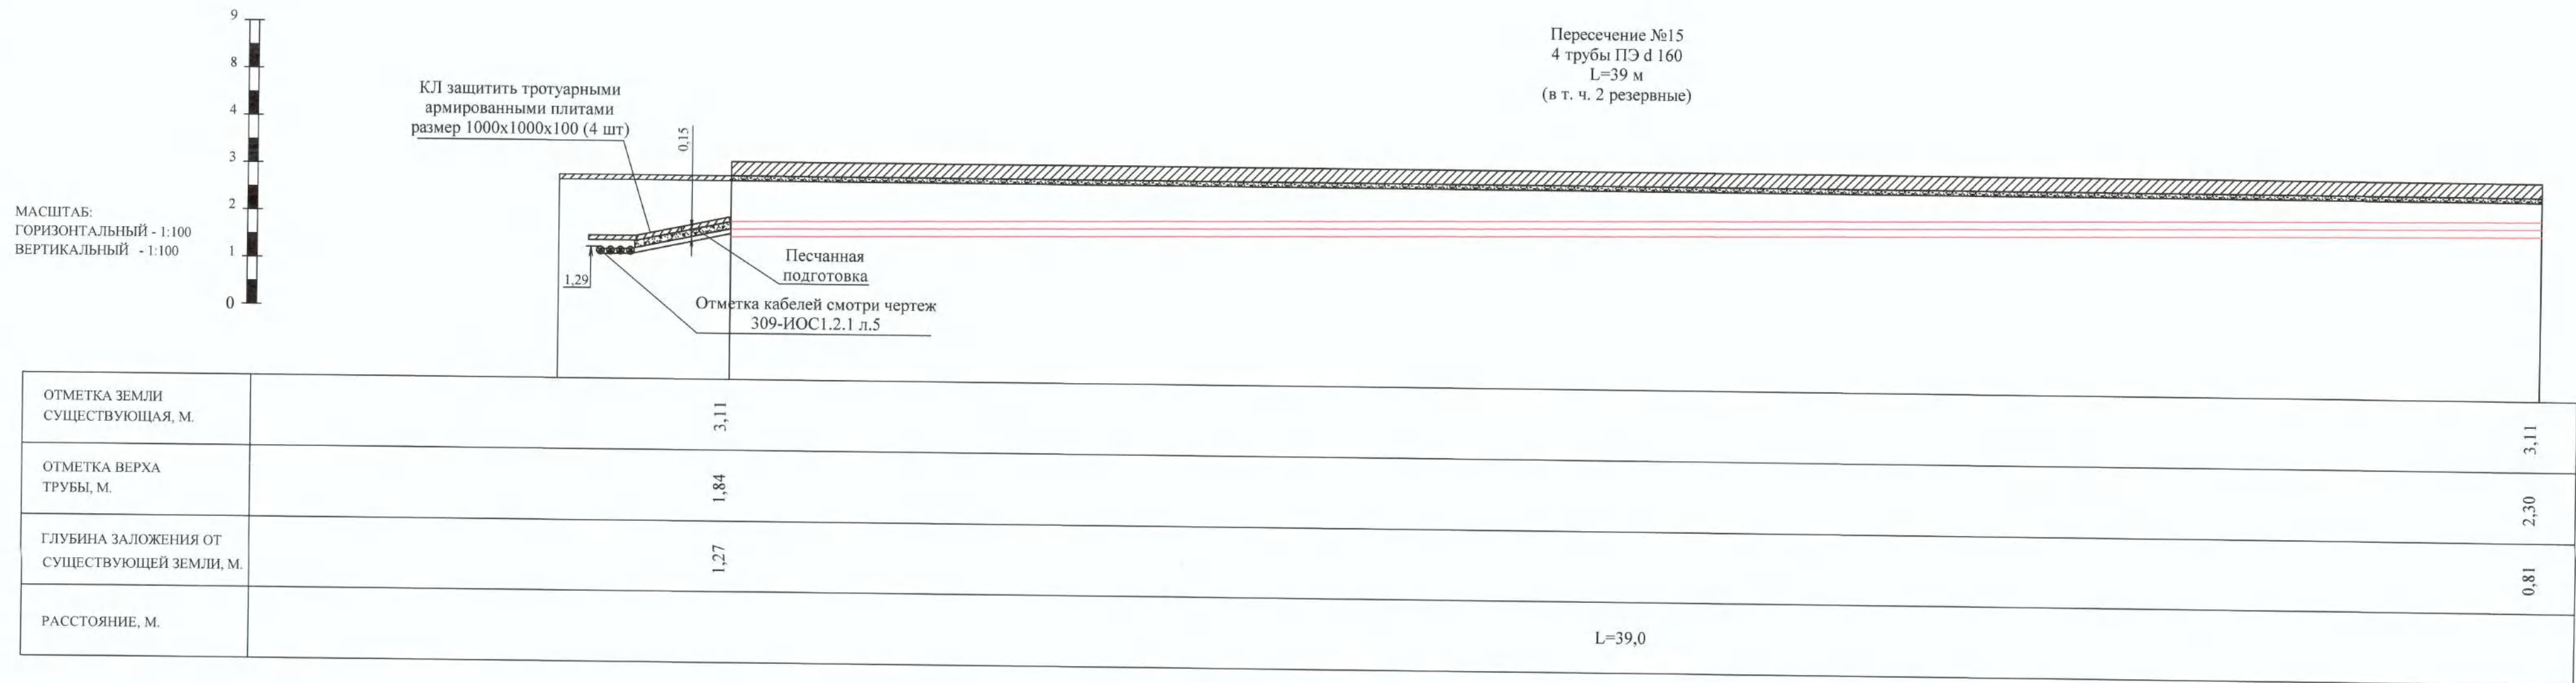 9
8
4
3
2
1
0
МАСШТАБ:
ГОРИЗОНТАЛЬНЫЙ - 1:100
ВЕРТИКАЛЬНЫЙ - 1:100
КЛ защитить тротуарными
армированными плитами
размер 1000х1000х100 (4 шт)
0,15
Пересечение №15
4 трубы ПЭ d 160
L=39 м
(в т. ч. 2 резервные)
1,29
Песчанная
подготовка
Отметка кабелей смотри чертеж
309-ИОС1.2.1 л.5
ОТМЕТКА ЗЕМЛИ
СУЩЕСТВУЮЩАЯ, М.
3,11
3,11
ОТМЕТКА ВЕРХА
ТРУБЫ, М.
1,84
2,30
ГЛУБИНА ЗАЛОЖЕНИЯ ОТ
СУЩЕСТВУЮЩЕЙ ЗЕМЛИ, М.
1,27
0,81
РАССТОЯНИЕ, М.
L=39,0